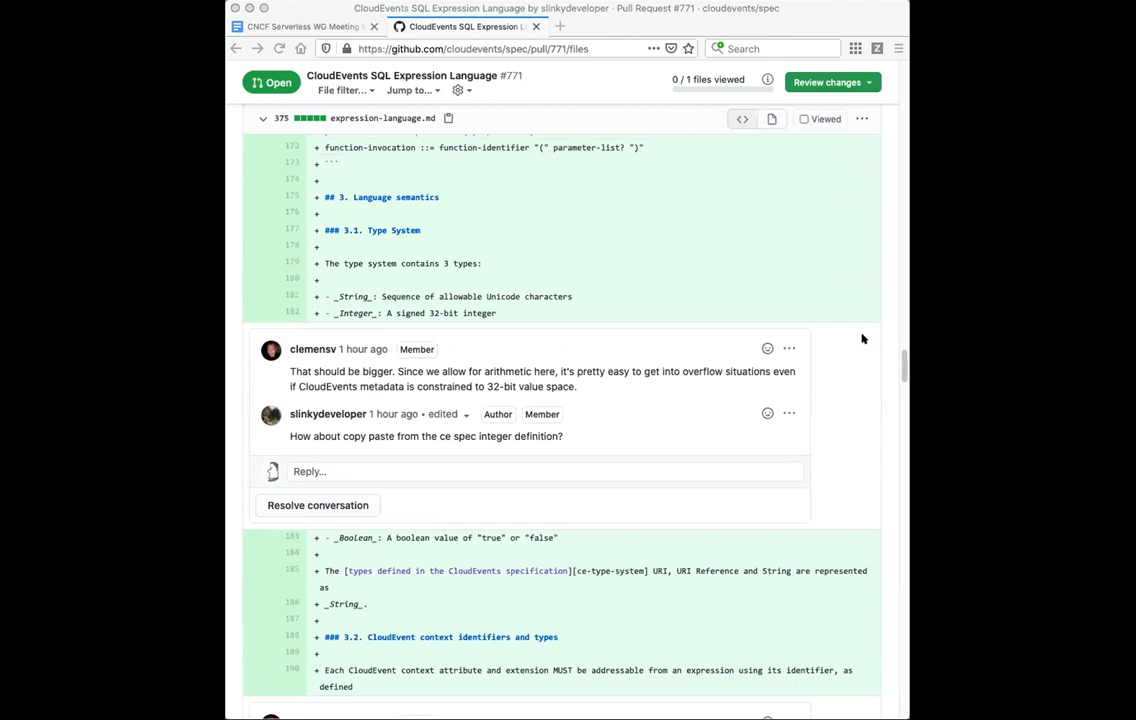 CloudEvents SQL Expression Language by slinkydeveloper · Pull Request #771 · cloudevents/spec
CNCF Serverless WG Meeting
CloudEvents SQL Expression L
https://github.com/cloudevents/spec/pull/771/files
Search
Open
CloudEvents SQL Expression Language #771
File filter... Jump to...
0 / 1 files viewed
Review changes
375 expression-language.md
Viewed
172 + function-invocation ::= function-identifier "(" parameter-list? ")"
173 + ```
174 +
175 + ## 3. Language semantics
176 +
177 + ### 3.1. Type System
178 +
179 + The type system contains 3 types:
180 +
181 + - _String_: Sequence of allowable Unicode characters
182 + - _Integer_: A signed 32-bit integer
clemensv 1 hour ago Member
That should be bigger. Since we allow for arithmetic here, it's pretty easy to get into overflow situations even
if CloudEvents metadata is constrained to 32-bit value space.
slinkydeveloper 1 hour ago • edited Author Member
How about copy paste from the ce spec integer definition?
Reply...
Resolve conversation
183 + - _Boolean_: A boolean value of "true" or "false"
184 +
185 + The [types defined in the CloudEvents specification][ce-type-system] URI, URI Reference and String are represented
as
186 + _String_.
187 +
188 + ### 3.2. CloudEvent context identifiers and types
189 +
190 + Each CloudEvent context attribute and extension MUST be addressable from an expression using its identifier, as
defined